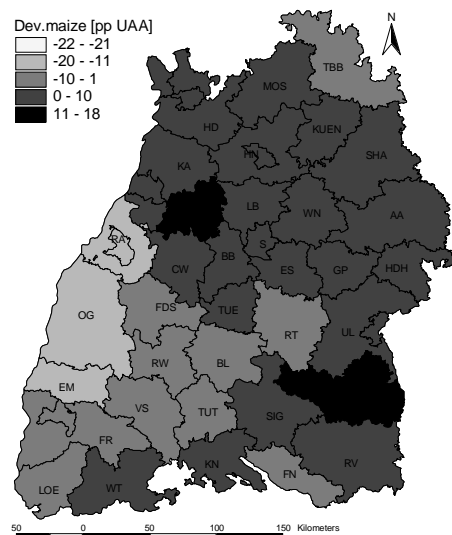 Dev.maize [pp UAA]
-22 - -21
-20 - -11
-10 - 1
0 - 10
11 - 18
N
TBB
MOS
HD
KUEN
HN
SHA
KA
LB
WN
AA
RA
S
CW
BB
ES
GP
HDH
OG
FDS
TUE
RT
UL
RW
BL
EM
VS
TUT
SIG
FR
KN
FN
RV
LOE
WT
50 0 50 100 150 Kilometers